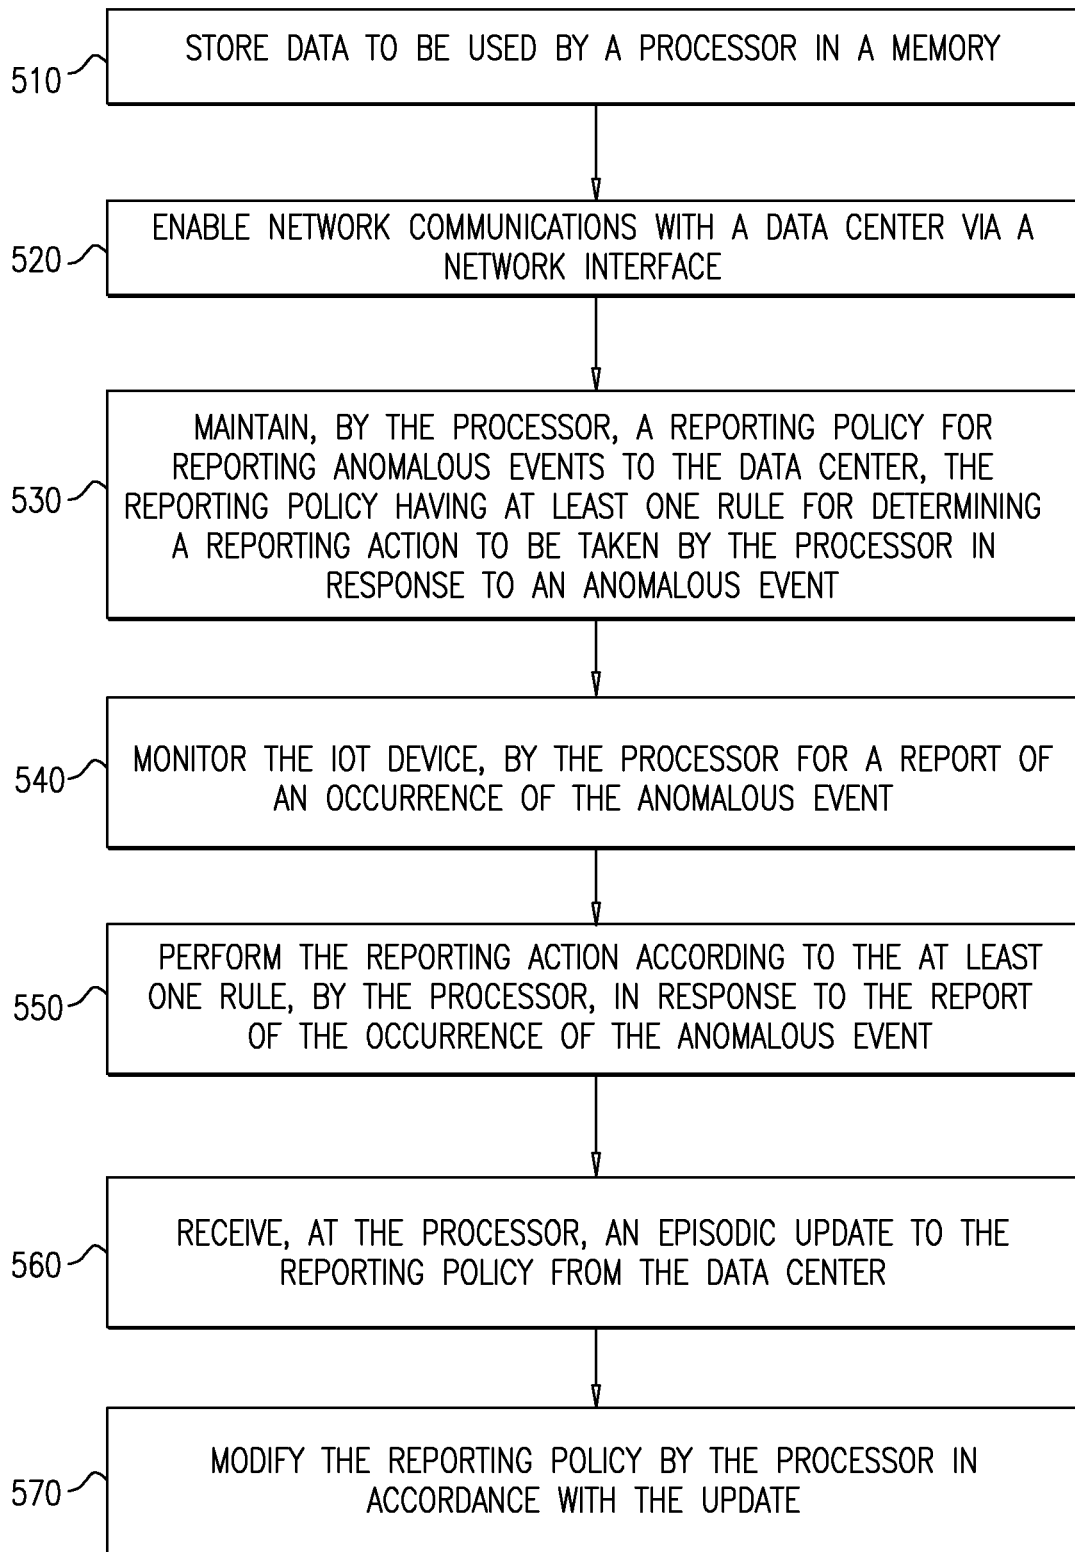 510
STORE DATA TO BE USED BY A PROCESSOR IN A MEMORY
520
ENABLE NETWORK COMMUNICATIONS WITH A DATA CENTER VIA A
NETWORK INTERFACE
530
MAINTAIN, BY THE PROCESSOR, A REPORTING POLICY FOR
REPORTING ANOMALOUS EVENTS TO THE DATA CENTER, THE
REPORTING POLICY HAVING AT LEAST ONE RULE FOR DETERMINING
A REPORTING ACTION TO BE TAKEN BY THE PROCESSOR IN
RESPONSE TO AN ANOMALOUS EVENT
540
MONITOR THE IOT DEVICE, BY THE PROCESSOR FOR A REPORT OF
AN OCCURRENCE OF THE ANOMALOUS EVENT
550
PERFORM THE REPORTING ACTION ACCORDING TO THE AT LEAST
ONE RULE, BY THE PROCESSOR, IN RESPONSE TO THE REPORT
OF THE OCCURRENCE OF THE ANOMALOUS EVENT
560
RECEIVE, AT THE PROCESSOR, AN EPISODIC UPDATE TO THE
REPORTING POLICY FROM THE DATA CENTER
570
MODIFY THE REPORTING POLICY BY THE PROCESSOR IN
ACCORDANCE WITH THE UPDATE